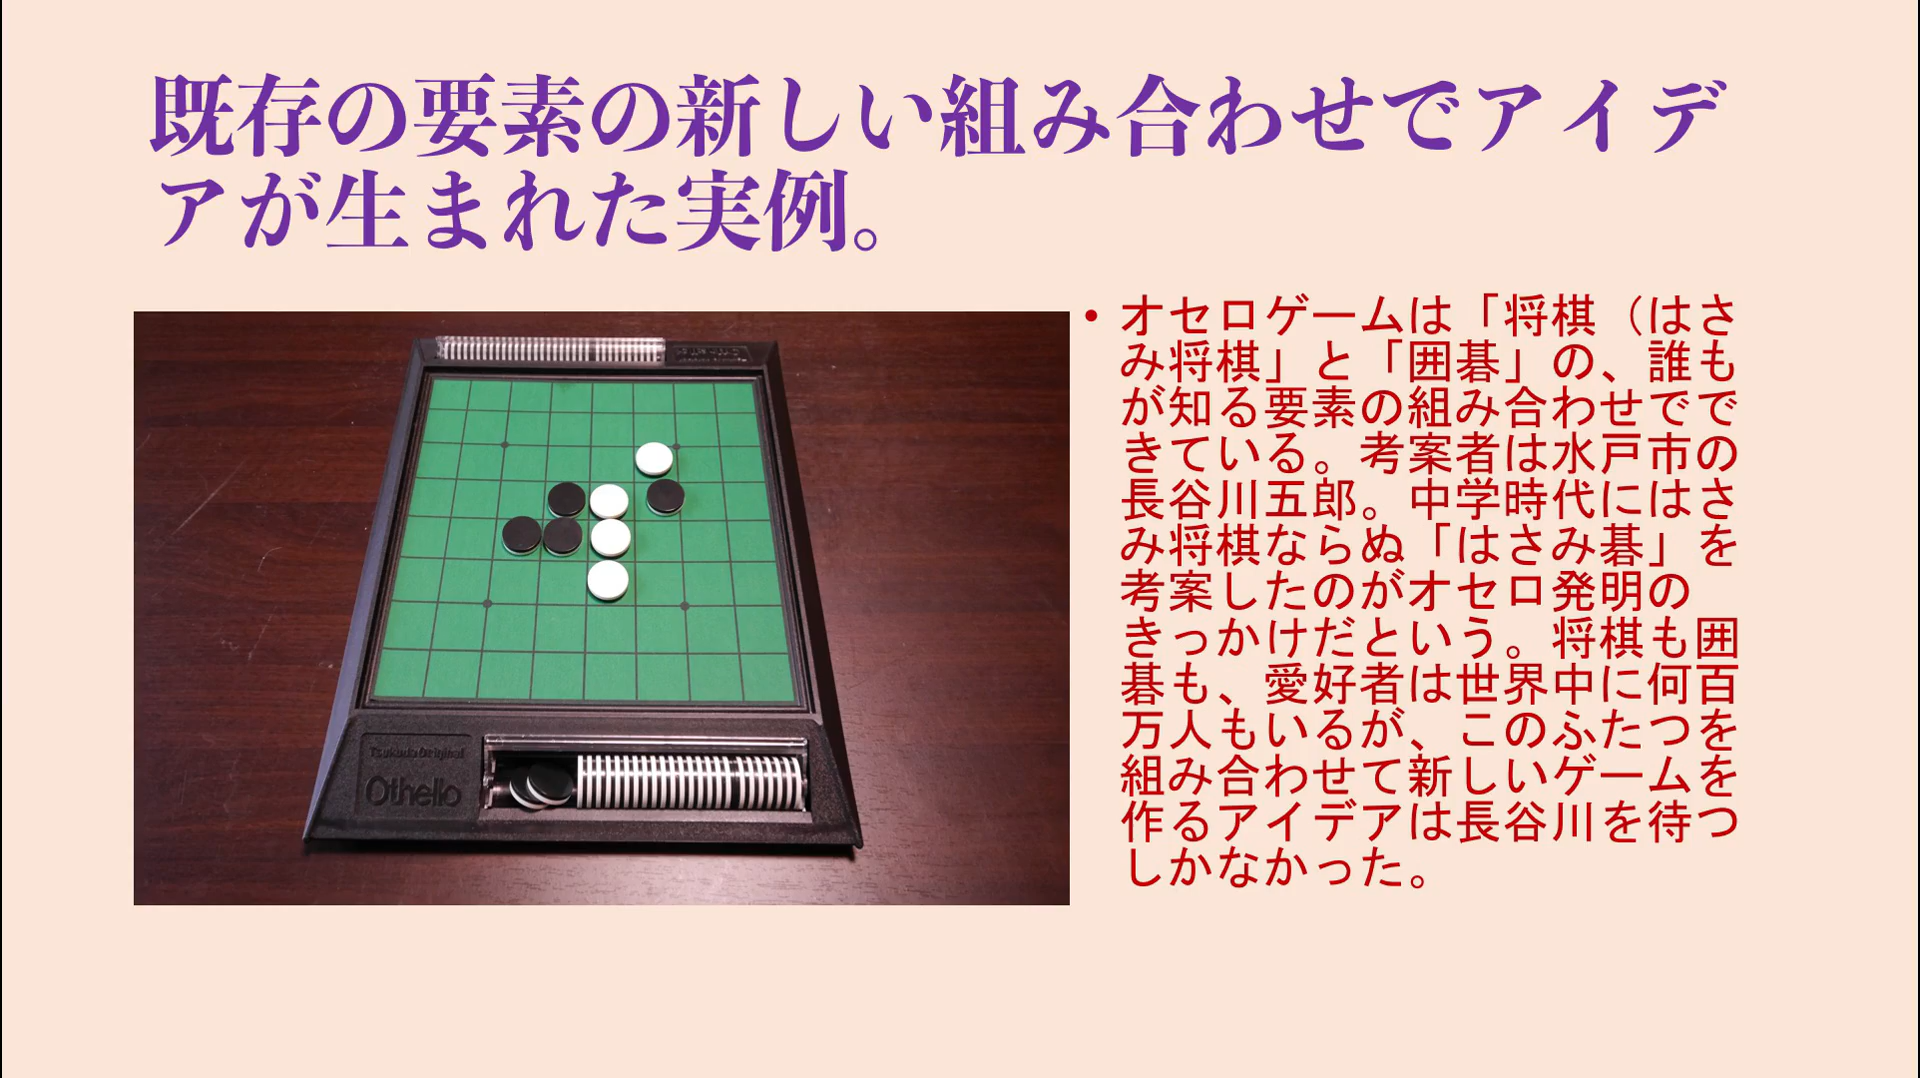 既存の要素の新しい組み合わせでアイデ
アが生まれた実例。
• オセロゲームは「将棋（はさ
み将棋」と「囲碁」の、誰も
が知る要素の組み合わせでで
きている。考案者は水戸市の
長谷川五郎。中学時代にはさ
み将棋ならぬ「はさみ碁」を
考案したのがオセロ発明の
きっかけだという。将棋も囲
碁も、愛好者は世界中に何百
万人もいるが、このふたつを
組み合わせて新しいゲームを
作るアイデアは長谷川を待つ
しかなかった。
Tsukuda Original
Othello